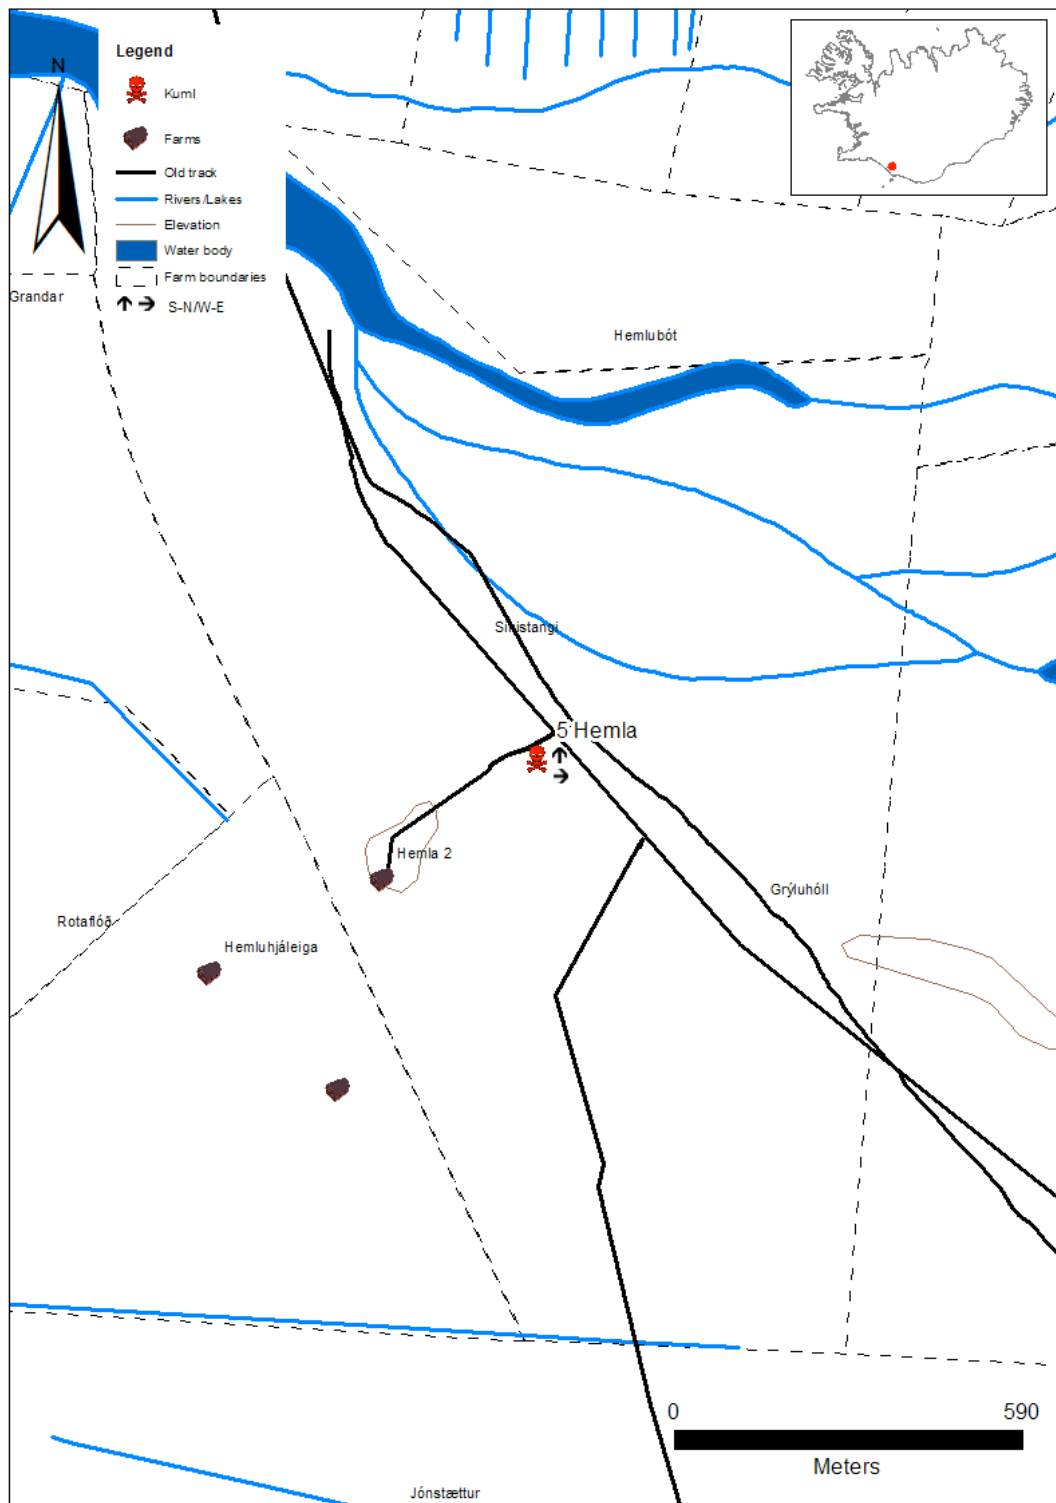 Legend
N
Kuml
Farms
Old track
Rivers/Lakes
Elevation
Water body
Farm boundaries
S-N/W-E
Grandar
Hemlubót
5 Hemla
Hemla 2
Grýluhóll
Rotaflóð
Hemluhjáleiga
0 590
Meters
Jónstættur